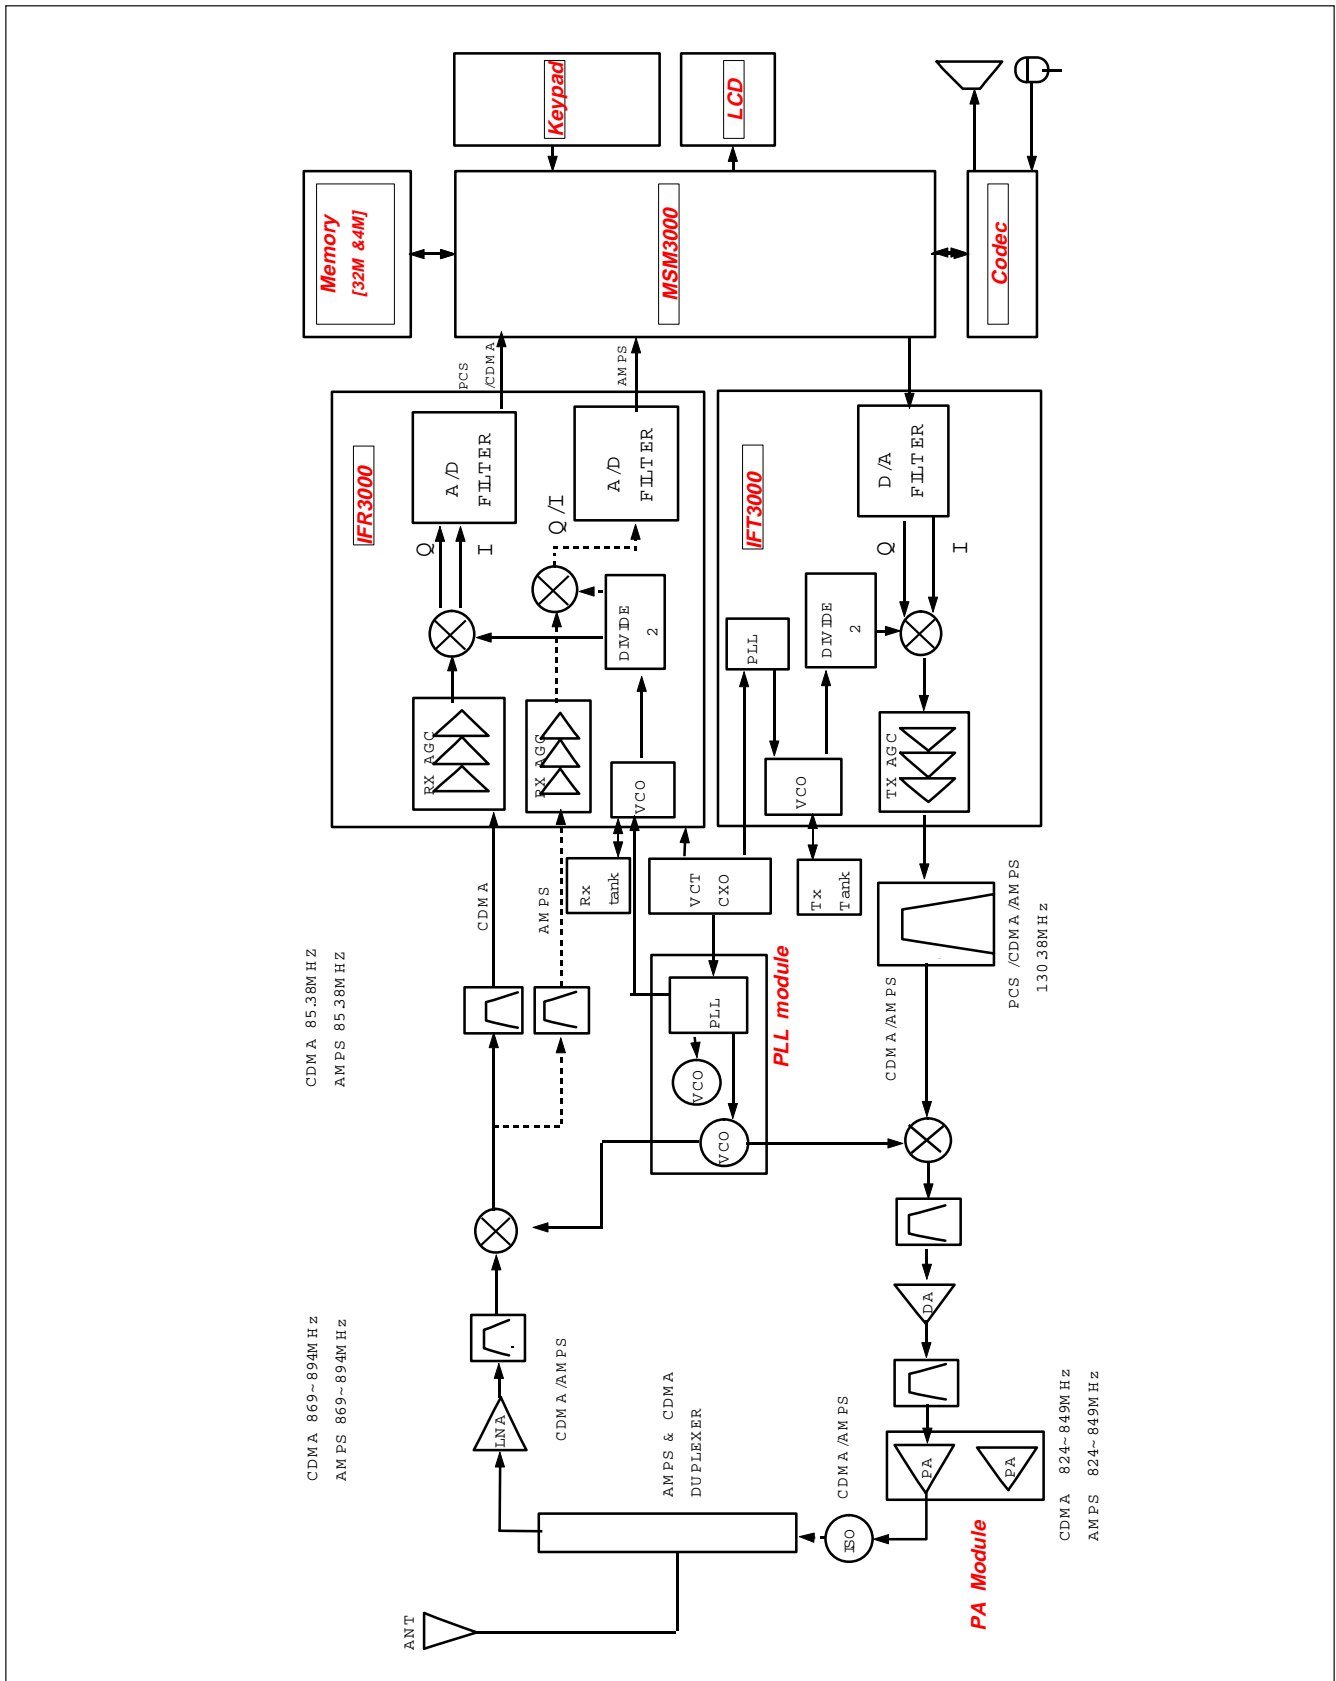 Keypad
LCD
Memory
[32M &4M]
MSM3000
Codec
PCS
/CDMA
AMPS
IFR3000
A/D
FILTER
A/D
FILTER
Q
I
Q/I
DIVIDE
2
RX AGC
RX AGC
VCO
IFT3000
D/A
FILTER
Q
I
PLL
DIVIDE
2
VCO
TX AGC
CDMA
AMPS
Rx
tank
VCT
CXO
Tx
Tank
CDMA 85.38MHZ
AMPS 85.38MHZ
PLL module
PLL
VCO
VCO
CDMA/AMPS
PCS/CDMA/AMPS
130.38MHz
CDMA 869~894MHz
AMPS 869~894MHz
LNA
CDMA/AMPS
AMPS & CDMA
DUPLEXER
CDMA/AMPS
DA
PA
PA
PA Module
CDMA 824~849MHz
AMPS 824~849MHz
ISO
ANT